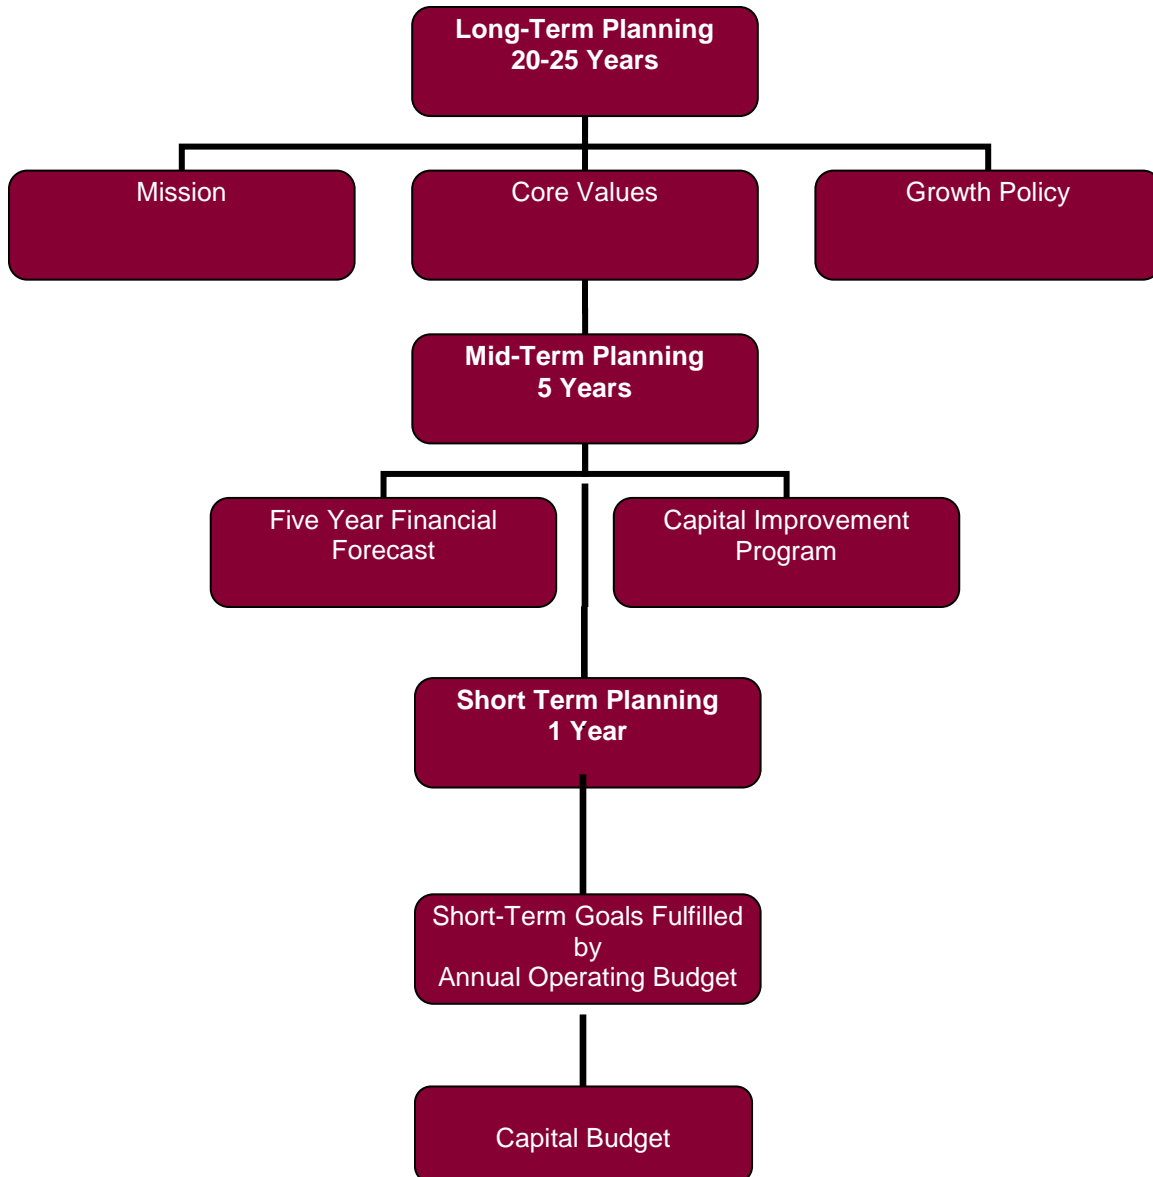 Long-Term Planning
20-25 Years
Mission
Core Values
Growth Policy
Mid-Term Planning
5 Years
Five Year Financial
Forecast
Capital Improvement
Program
Short Term Planning
1 Year
Short-Term Goals Fulfilled
by
Annual Operating Budget
Capital Budget